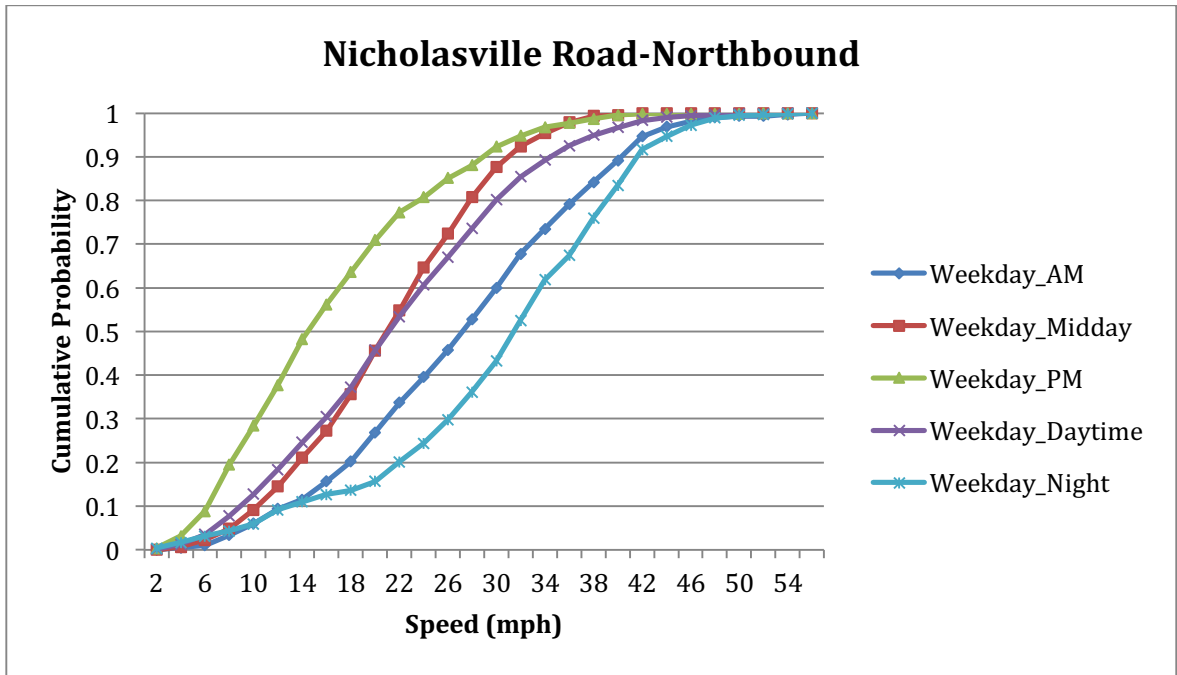 Nicholasville Road-Northbound
Cumulative Probability
1
0.9
0.8
0.7
0.6
0.5
0.4
0.3
0.2
0.1
0
2 6 10 14 18 22 26 30 34 38 42 46 50 54
Speed (mph)
Weekday_AM
Weekday_Midday
Weekday_PM
Weekday_Daytime
Weekday_Night